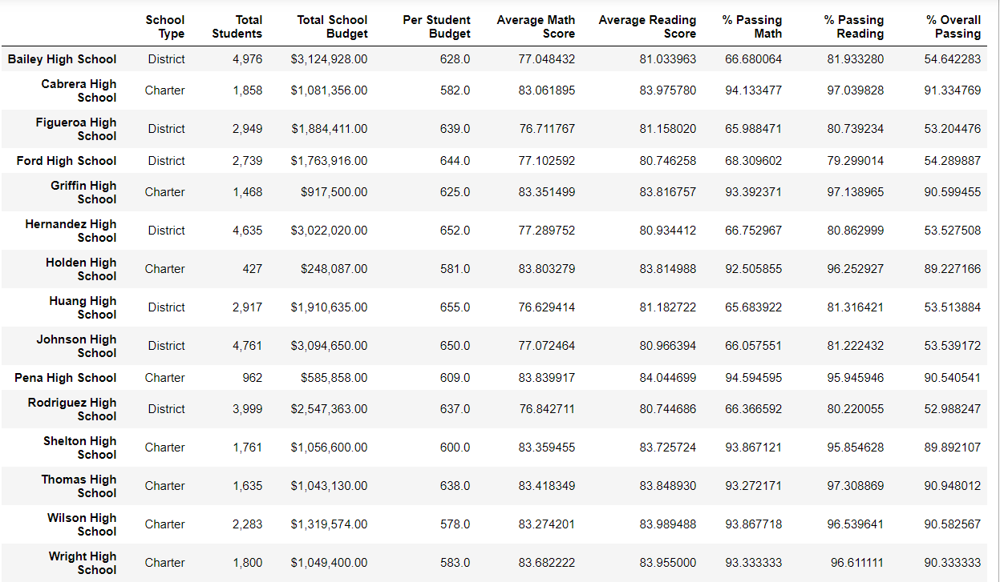 School Type Total Students Total School Budget Per Student Budget Average Math Score Average Reading Score % Passing Math % Passing Reading % Overall Passing
Bailey High School District 4,976 $3,124,928.00 628.0 77.048432 81.033963 66.680064 81.933280 54.642283
Cabrera High School Charter 1,858 $1,081,356.00 582.0 83.061895 83.975780 94.133477 97.039828 91.334769
Figueroa High School District 2,949 $1,884,411.00 639.0 76.711767 81.158020 65.988471 80.739234 53.204476
Ford High School District 2,739 $1,763,916.00 644.0 77.102592 80.746258 68.309602 79.299014 54.289887
Griffin High School Charter 1,468 $917,500.00 625.0 83.351499 83.816757 93.392371 97.138965 90.599455
Hernandez High School District 4,635 $3,022,020.00 652.0 77.289752 80.934412 66.752967 80.862999 53.527508
Holden High School Charter 427 $248,087.00 581.0 83.803279 83.814988 92.505855 96.252927 89.227166
Huang High School District 2,917 $1,910,635.00 655.0 76.629414 81.182722 65.683922 81.316421 53.513884
Johnson High School District 4,761 $3,094,650.00 650.0 77.072464 80.966394 66.057551 81.222432 53.539172
Pena High School Charter 962 $585,858.00 609.0 83.839917 84.044699 94.594595 95.945946 90.540541
Rodriguez High School District 3,999 $2,547,363.00 637.0 76.842711 80.744686 66.366592 80.220055 52.988247
Shelton High School Charter 1,761 $1,056,600.00 600.0 83.359455 83.725724 93.867121 95.854628 89.892107
Thomas High School Charter 1,635 $1,043,130.00 638.0 83.418349 83.848930 93.272171 97.308869 90.948012
Wilson High School Charter 2,283 $1,319,574.00 578.0 83.274201 83.989488 93.867718 96.539641 90.582567
Wright High School Charter 1,800 $1,049,400.00 583.0 83.682222 83.955000 93.333333 96.611111 90.333333